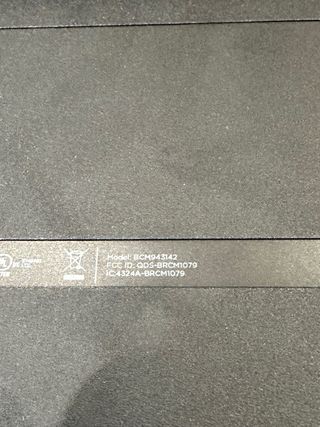 Model: BCM943142
FCC ID: QDS-BRCM1079
IC:4324A-BRCM1079